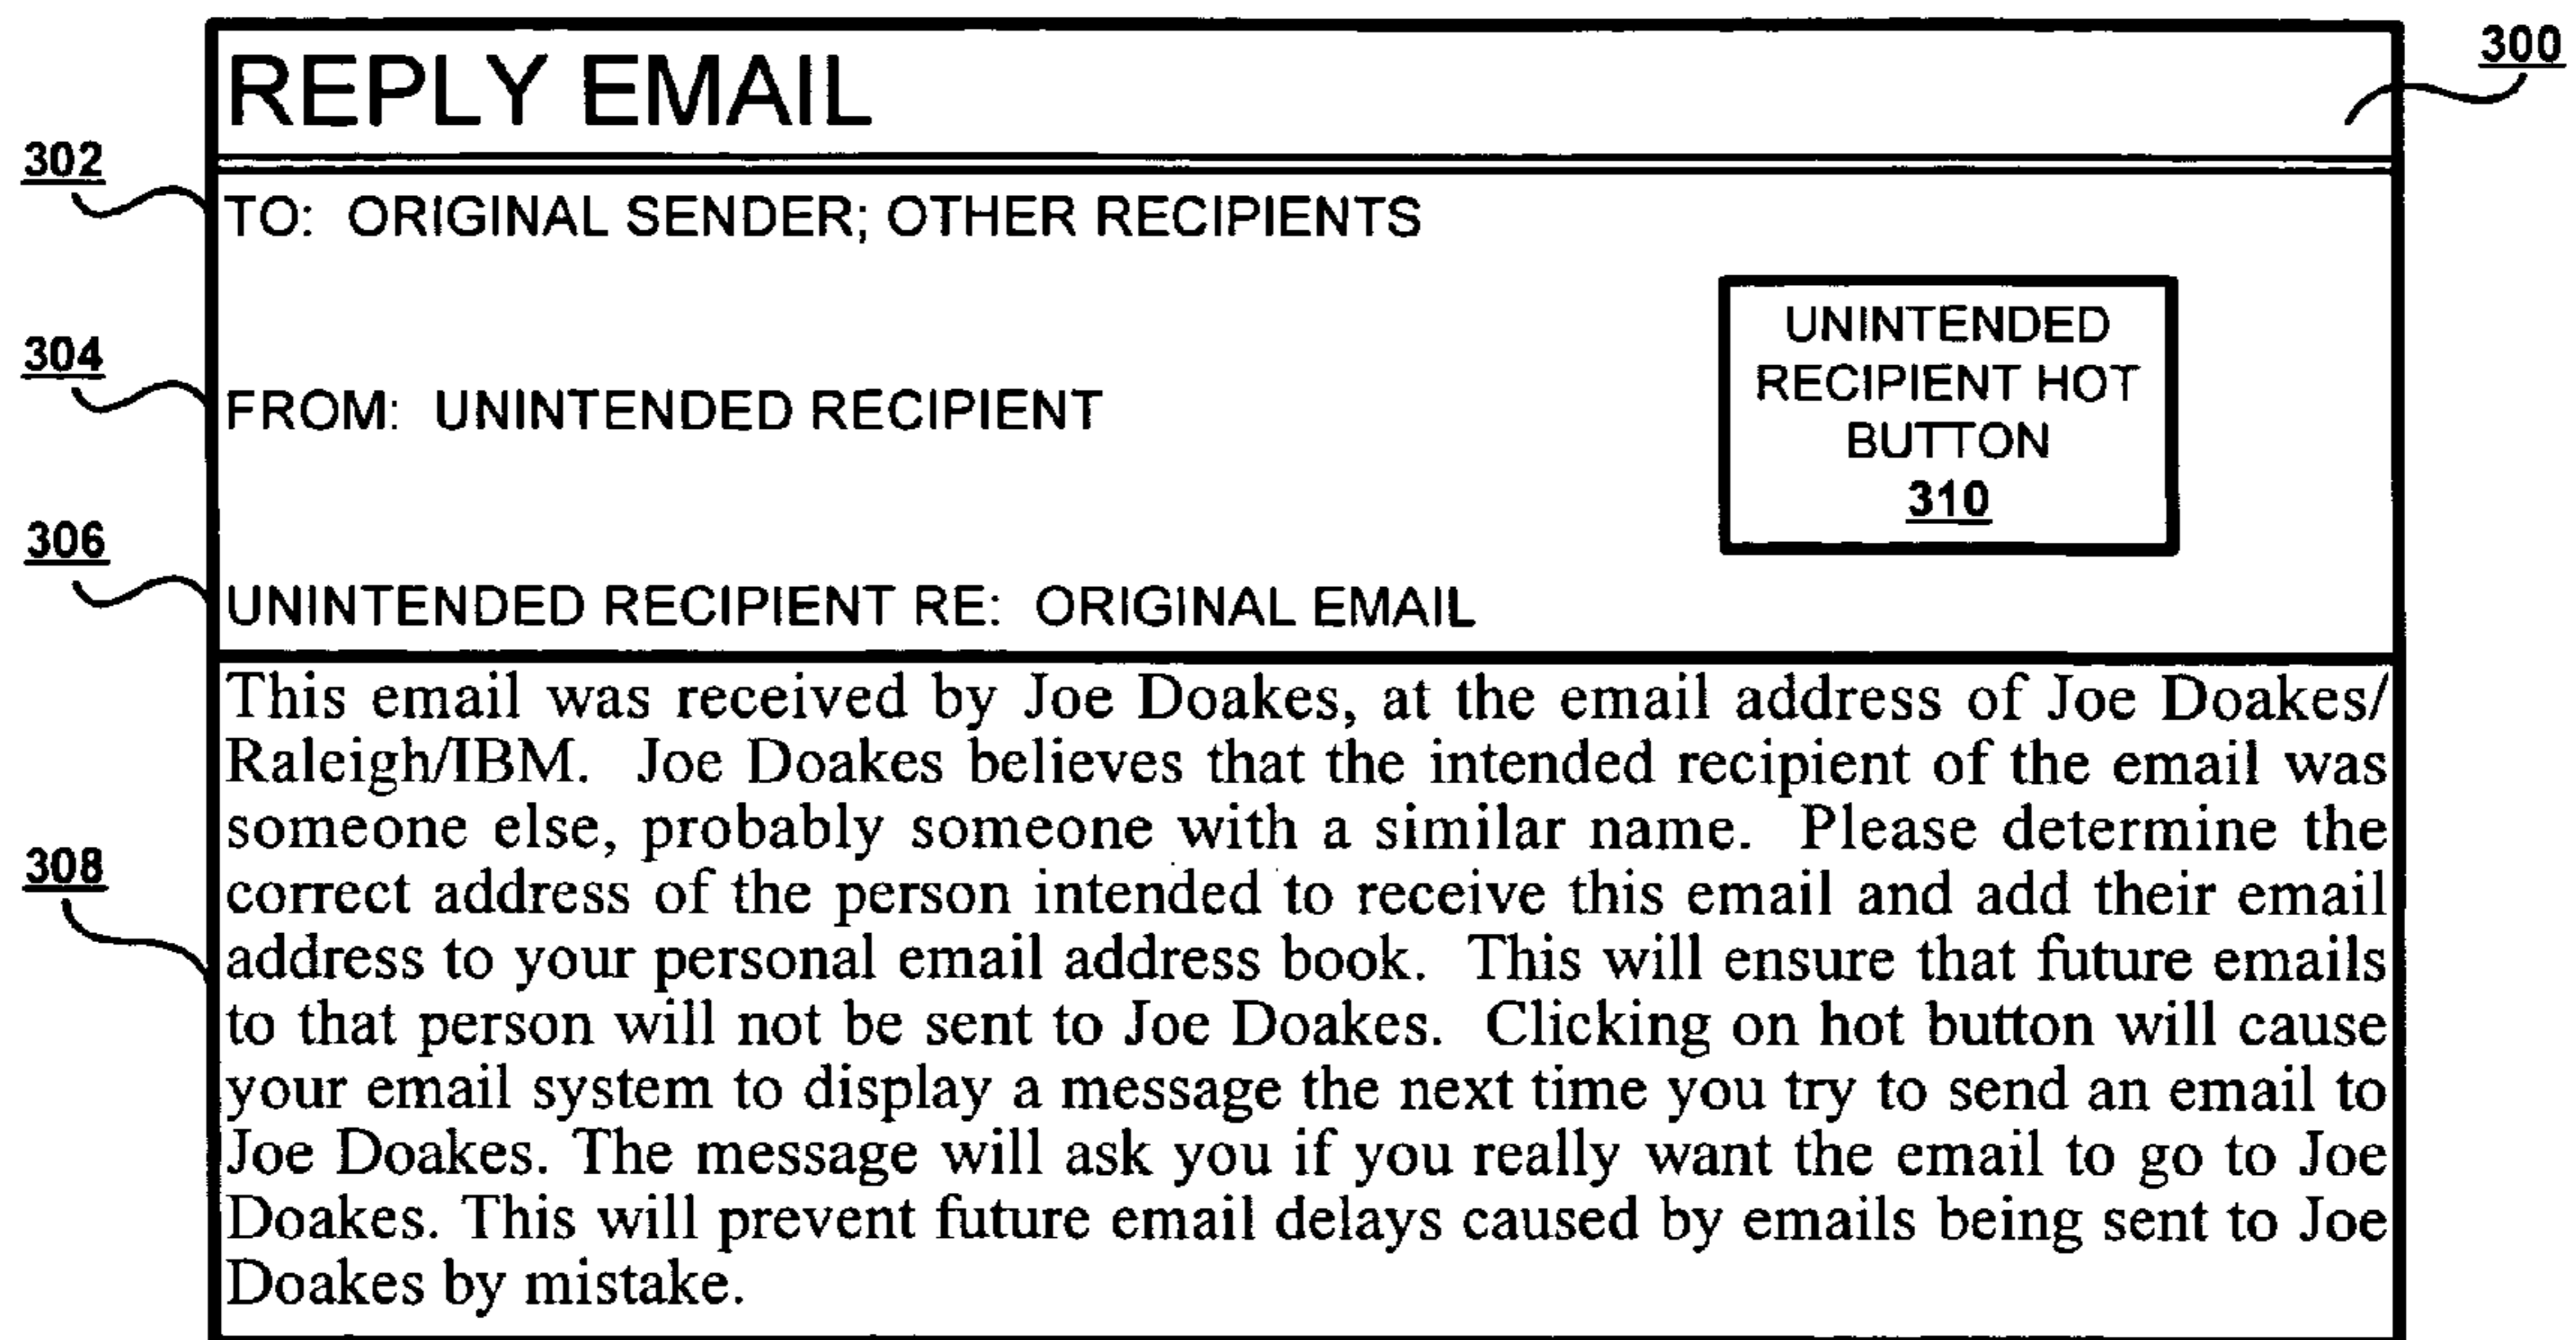 REPLY EMAIL
300
302
TO: ORIGINAL SENDER; OTHER RECIPIENTS
304
FROM: UNINTENDED RECIPIENT
UNINTENDED
RECIPIENT HOT
BUTTON
310
306
UNINTENDED RECIPIENT RE: ORIGINAL EMAIL
This email was received by Joe Doakes, at the email address of Joe Doakes/
Raleigh/IBM. Joe Doakes believes that the intended recipient of the email was
someone else, probably someone with a similar name. Please determine the
308
correct address of the person intended to receive this email and add their email
address to your personal email address book. This will ensure that future emails
to that person will not be sent to Joe Doakes. Clicking on hot button will cause
your email system to display a message the next time you try to send an email to
Joe Doakes. The message will ask you if you really want the email to go to Joe
Doakes. This will prevent future email delays caused by emails being sent to Joe
Doakes by mistake.